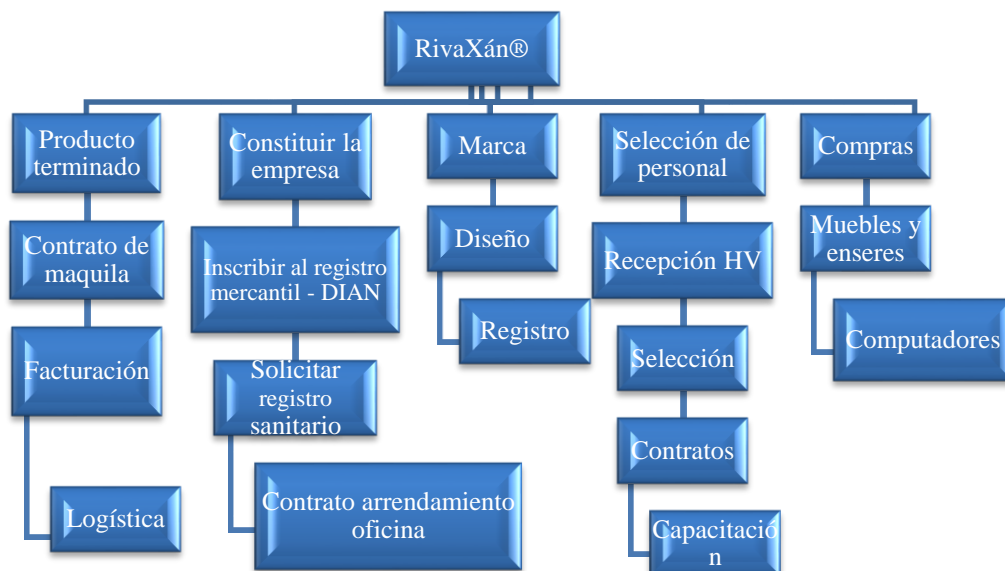 RivaXán®
Producto
terminado
Contrato de
maquila
Facturación
Logística
Constituir la
empresa
Inscribir al registro
mercantil - DIAN
Solicitar
registro
sanitario
Contrato arrendamiento
oficina
Marca
Diseño
Registro
Selección de
personal
Recepción HV
Selección
Contratos
Capacitació
n
Compras
Muebles y
enseres
Computadores